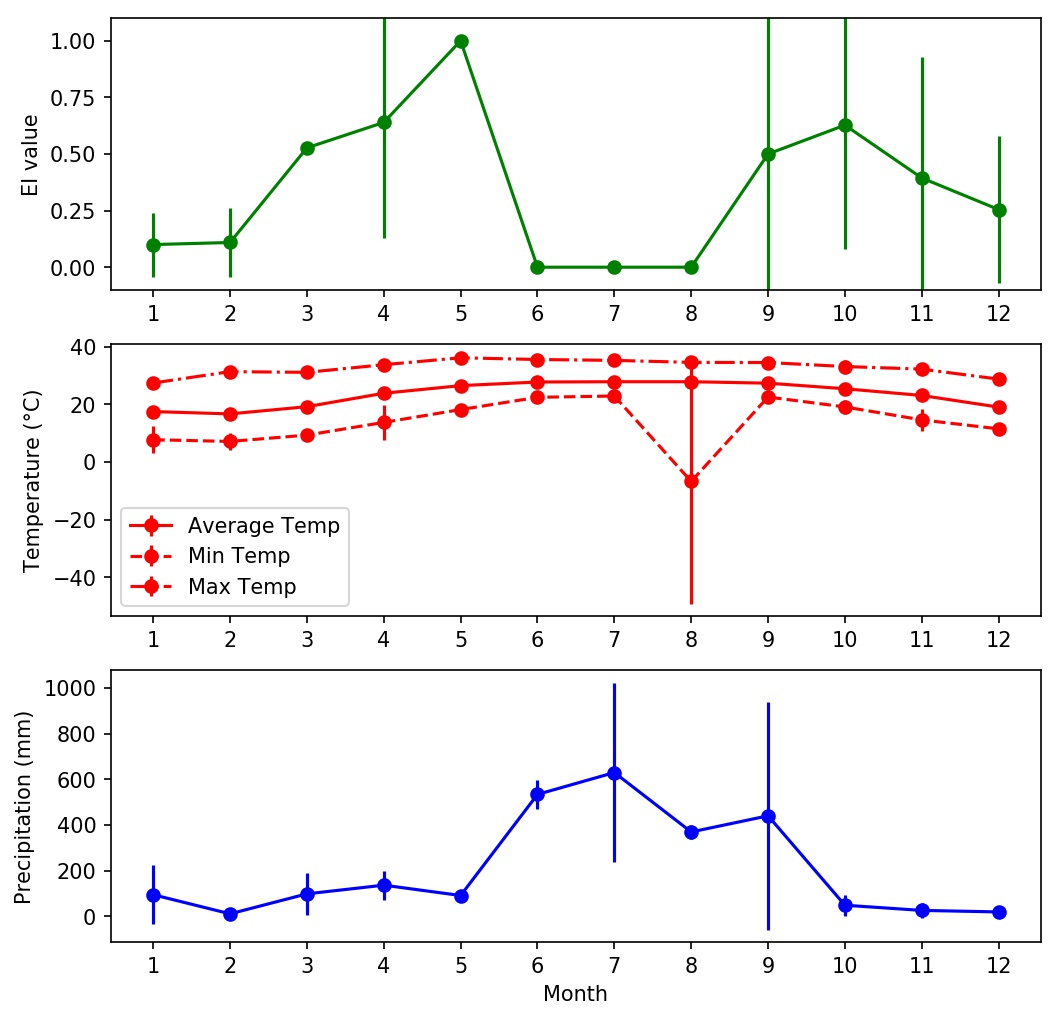 EI value
1.00
0.75
0.50
0.25
0.00
1 2 3 4 5 6 7 8 9 10 11 12
Temperature (°C)
40
20
0
−20
−40
Average Temp
Min Temp
Max Temp
1 2 3 4 5 6 7 8 9 10 11 12
Precipitation (mm)
1000
800
600
400
200
0
1 2 3 4 5 6 7 8 9 10 11 12
Month